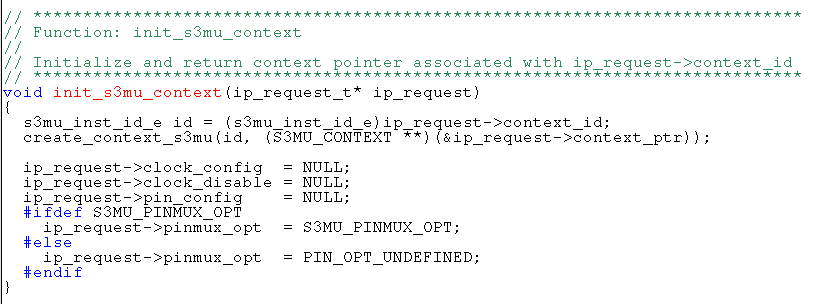 // *****************************************************************************
// Function: init_s3mu_context
//
// Initialize and return context pointer associated with ip_request->context_id
// *****************************************************************************
void init_s3mu_context(ip_request_t* ip_request)
{
  s3mu_inst_id_e id = (s3mu_inst_id_e)ip_request->context_id;
  create_context_s3mu(id, (S3MU_CONTEXT **)(&ip_request->context_ptr));

  ip_request->clock_config  = NULL;
  ip_request->clock_disable = NULL;
  ip_request->pin_config    = NULL;
  #ifdef S3MU_PINMUX_OPT
    ip_request->pinmux_opt  = S3MU_PINMUX_OPT;
  #else
    ip_request->pinmux_opt  = PIN_OPT_UNDEFINED;
  #endif
}